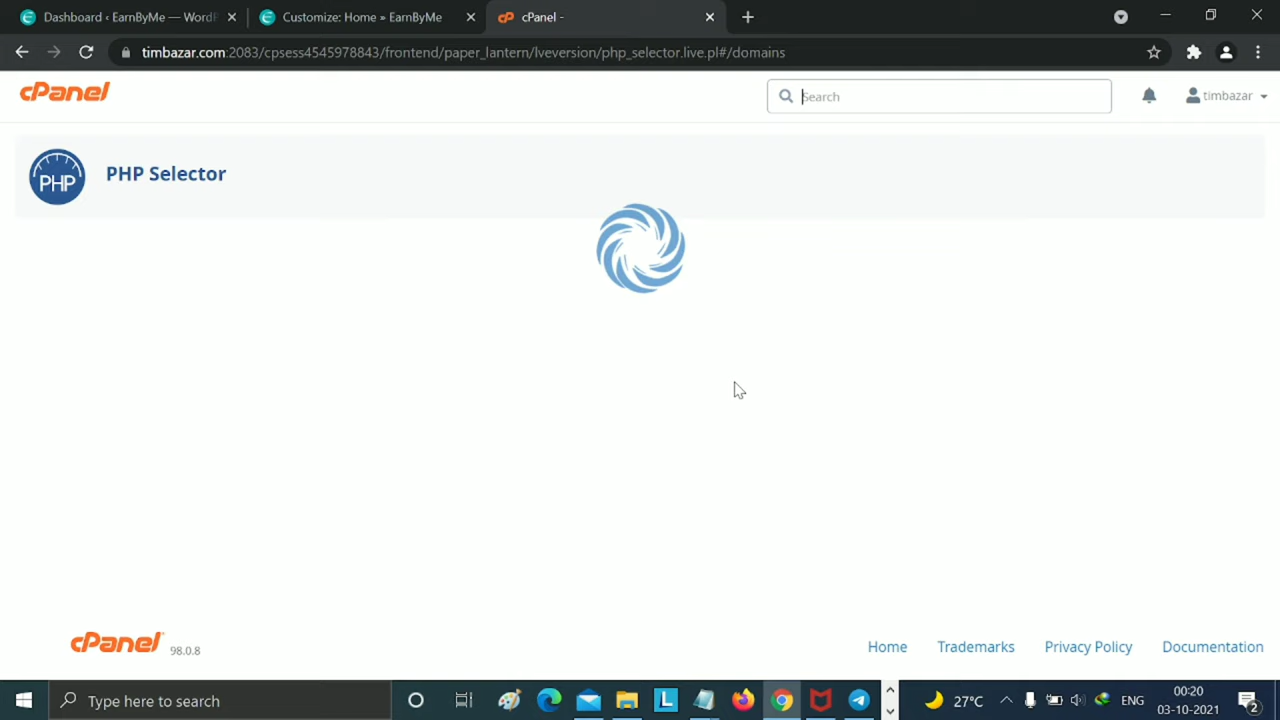 Dashboard ‹ EarnByMe — WordF
Customize: Home » EarnByMe
cPanel -
timbazar.com:2083/cpsess4545978843/frontend/paper_lantern/lveversion/php_selector.live.pl#/domains
cPanel
Search
timbazar
PHP
PHP Selector
cPanel 98.0.8
Home Trademarks Privacy Policy Documentation
Type here to search
L
27°C
ENG
00:20
03-10-2021
2